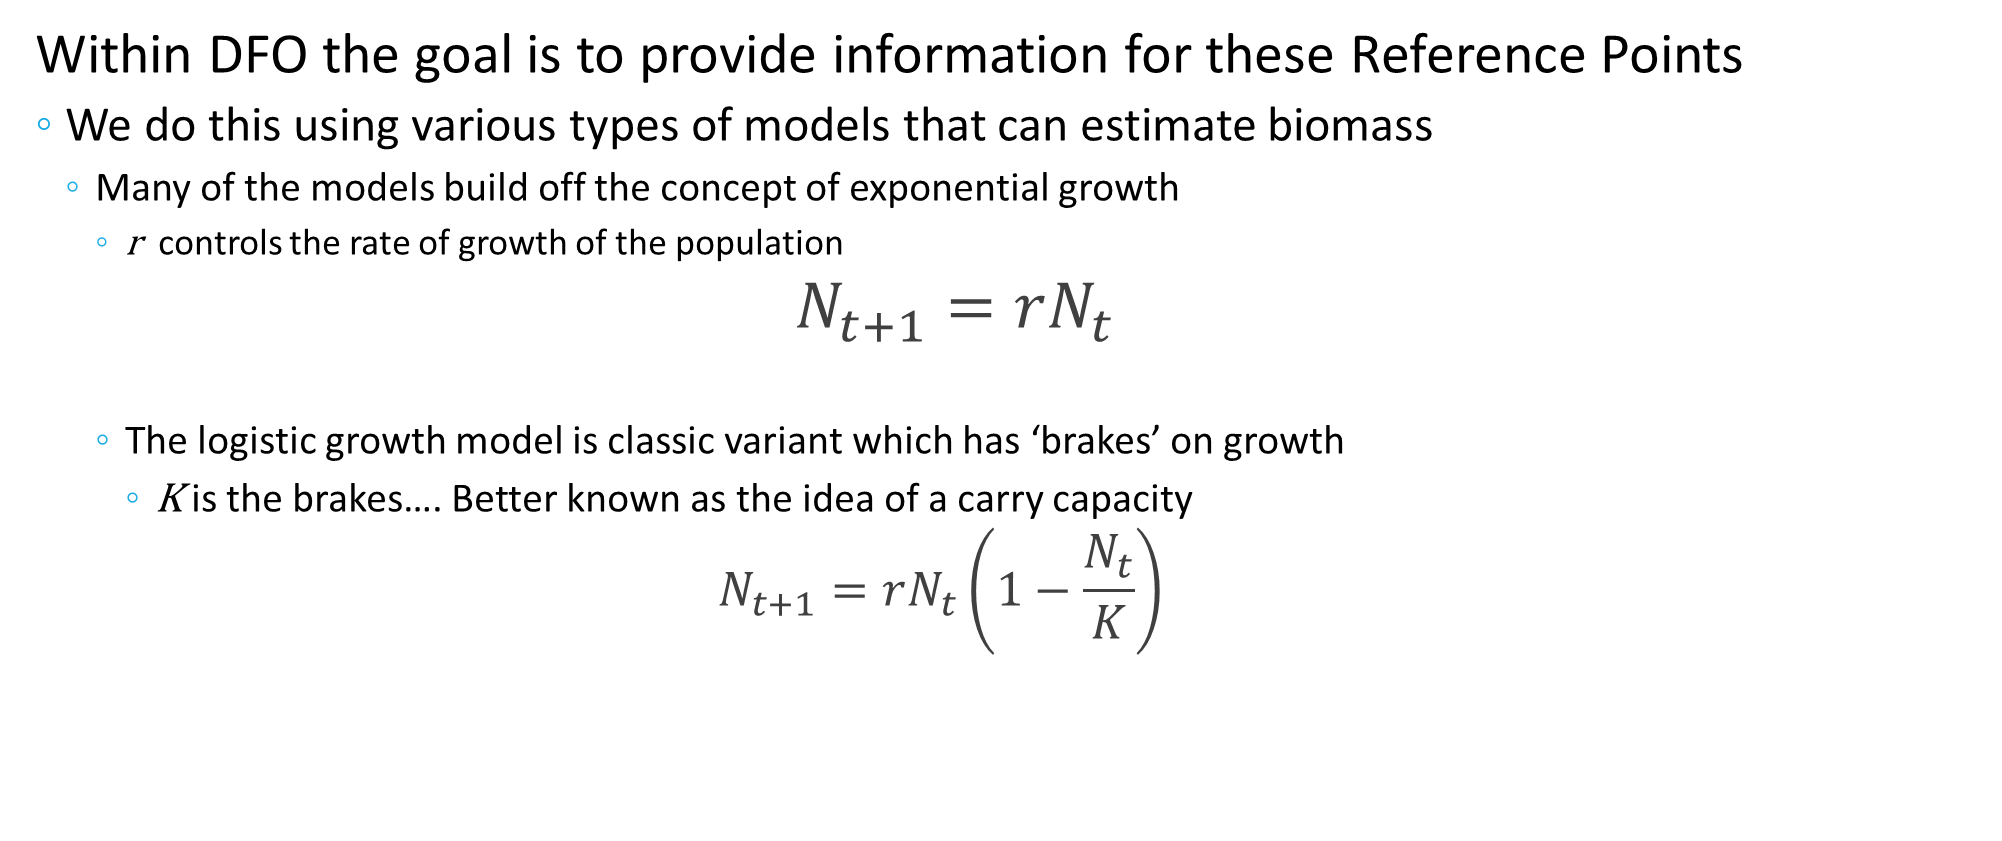 Within DFO the goal is to provide information for these Reference Points
◦ We do this using various types of models that can estimate biomass
◦ Many of the models build off the concept of exponential growth
◦ r controls the rate of growth of the population
N_{t+1} = rN_t
◦ The logistic growth model is classic variant which has ‘brakes’ on growth
◦ K is the brakes…. Better known as the idea of a carry capacity
N_{t+1} = rN_t (1 − N_t/K)